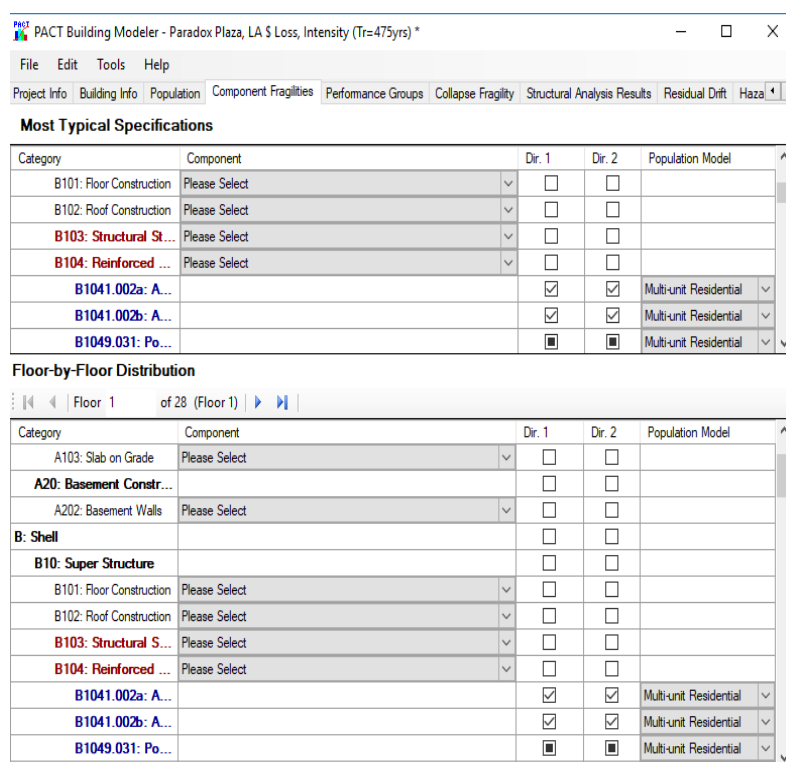 PACT
PACT Building Modeler - Paradox Plaza, LA $ Loss, Intensity (Tr=475yrs) *
File Edit Tools Help
Project Info Building Info Population Component Fragilities Performance Groups Collapse Fragility Structural Analysis Results Residual Drift Haza
Most Typical Specifications
Category Component Dir. 1 Dir. 2 Population Model
B101: Floor Construction Please Select
B102: Roof Construction Please Select
B103: Structural St... Please Select
B104: Reinforced ... Please Select
B1041.002a: A... Multi-unit Residential
B1041.002b: A... Multi-unit Residential
B1049.031: Po... Multi-unit Residential
Floor-by-Floor Distribution
Floor 1 of 28 (Floor 1)
Category Component Dir. 1 Dir. 2 Population Model
A103: Slab on Grade Please Select
A20: Basement Constr...
A202: Basement Walls Please Select
B: Shell
B10: Super Structure
B101: Floor Construction Please Select
B102: Roof Construction Please Select
B103: Structural S... Please Select
B104: Reinforced ... Please Select
B1041.002a: A... Multi-unit Residential
B1041.002b: A... Multi-unit Residential
B1049.031: Po... Multi-unit Residential